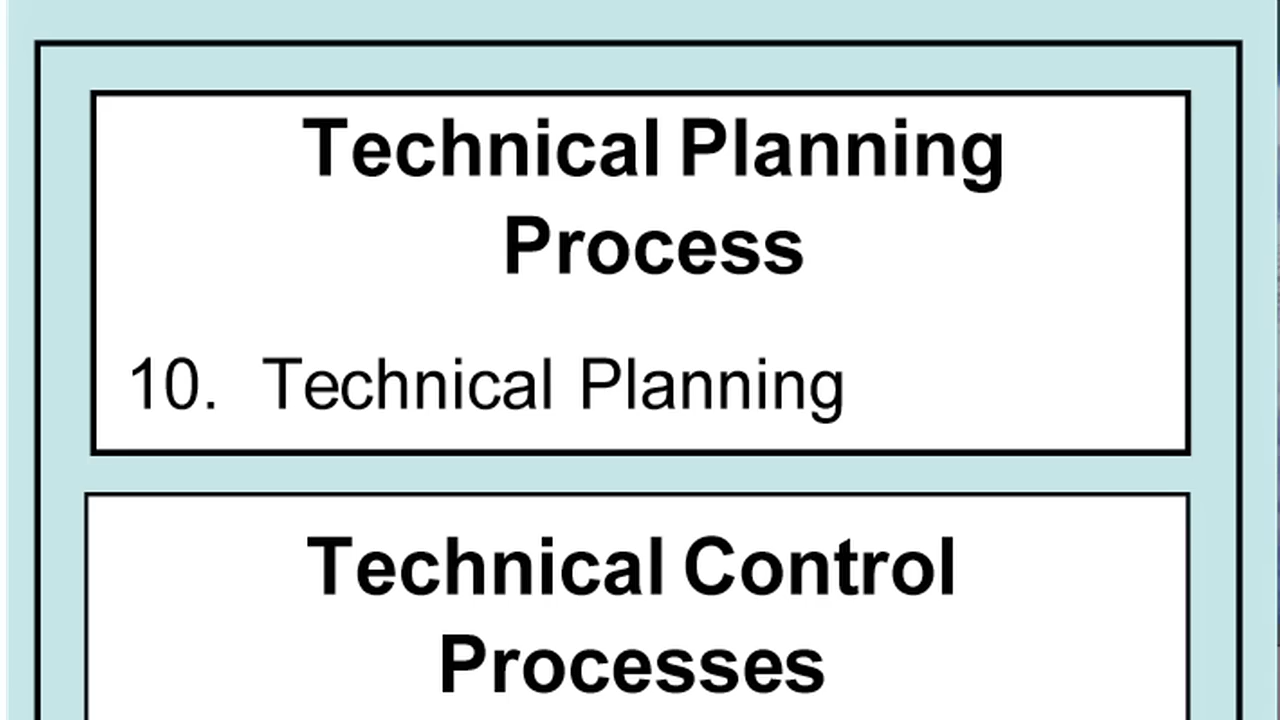 Technical Planning
Process
10. Technical Planning
Technical Control
Processes